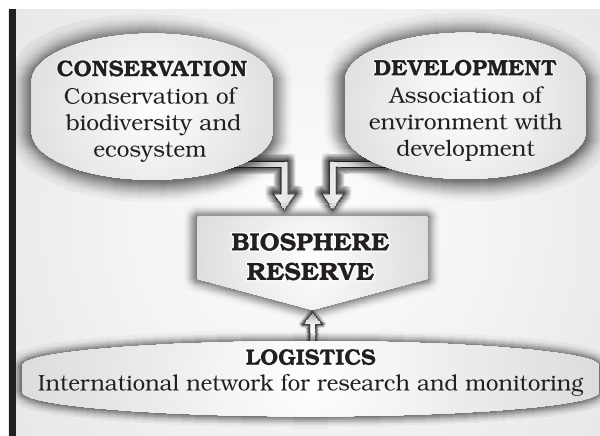 CONSERVATION
Conservation of
biodiversity and
ecosystem
DEVELOPMENT
Association of
environment with
development
BIOSPHERE
RESERVE
LOGISTICS
International network for research and monitoring